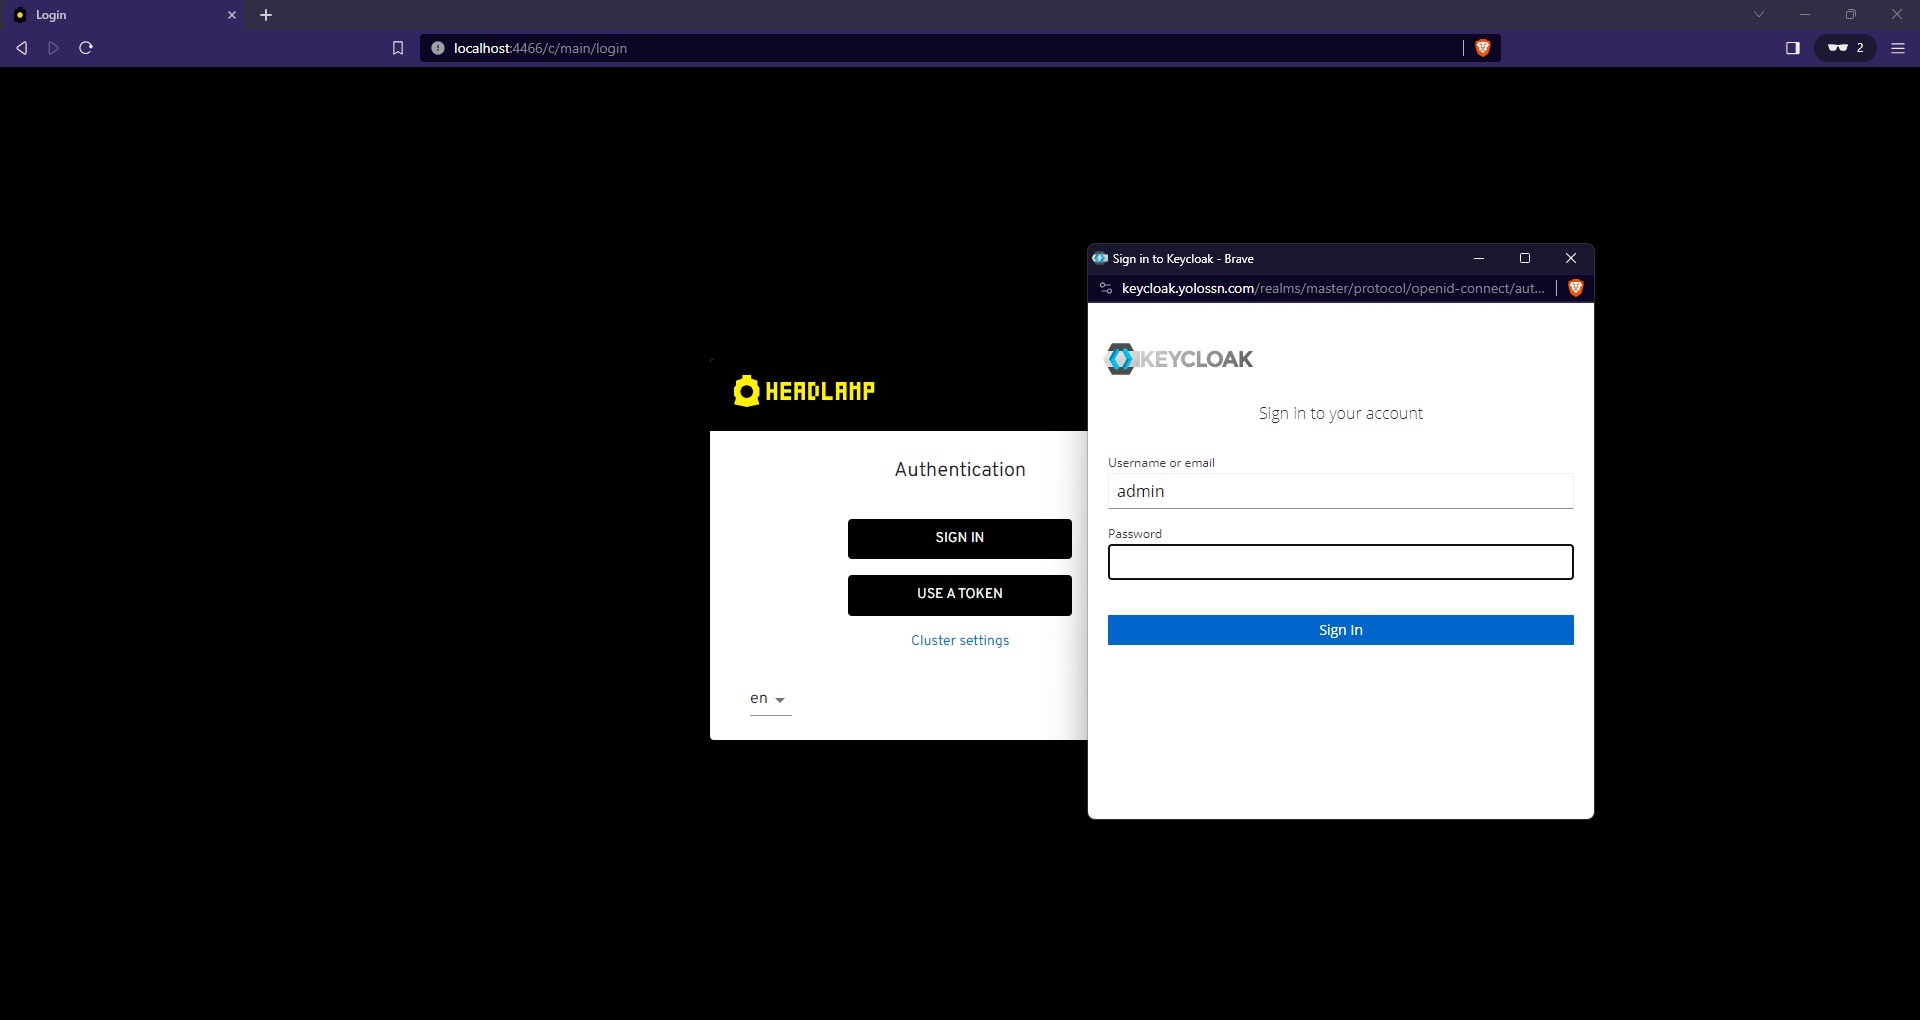 Login
localhost:4466/c/main/login
2
Sign in to Keycloak - Brave
keycloak.yolossn.com/realms/master/protocol/openid-connect/aut...
KEYCLOAK
Sign in to your account
Username or email
admin
Password
Sign In
HEADLAMP
Authentication
SIGN IN
USE A TOKEN
Cluster settings
en